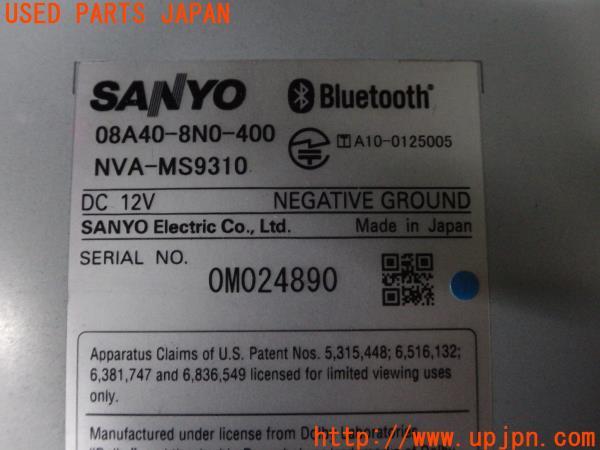 USED PARTS JAPAN
SANYO
Bluetooth®
08A40-8N0-400
T A10-0125005
NVA-MS9310
DC 12V NEGATIVE GROUND
SANYO Electric Co., Ltd. Made in Japan
SERIAL NO. 0M024890
Apparatus Claims of U.S. Patent Nos. 5,315,448; 6,516,132;
6,381,747 and 6,836,549 licensed for limited viewing uses
only.
Manufactured under license from Dolby Laboratories.
http://www.upjpn.com/